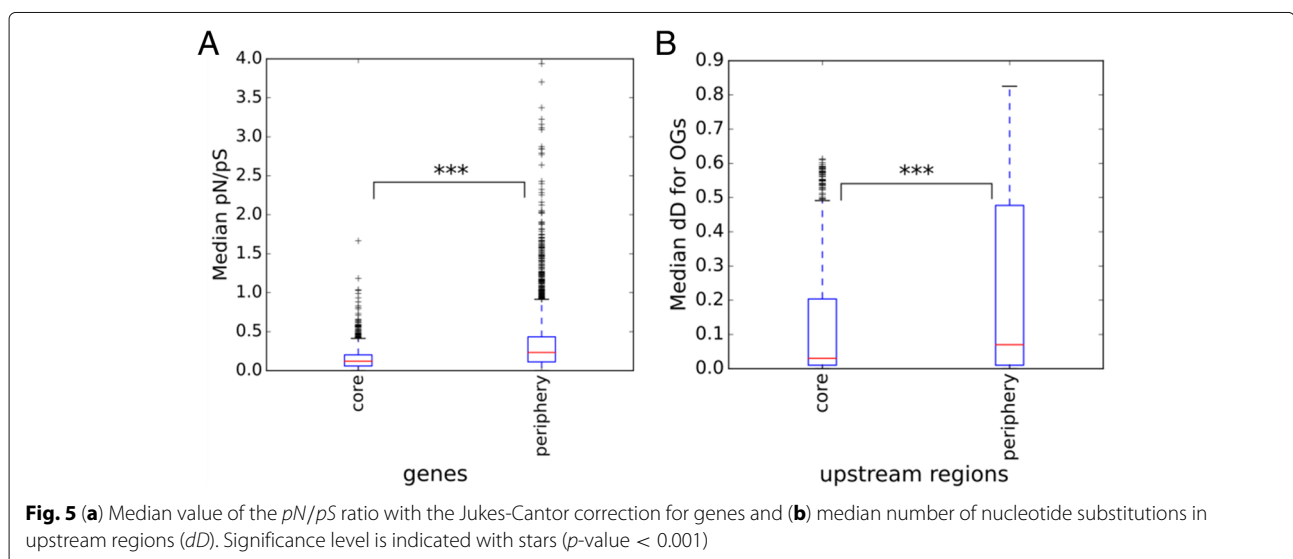 A
Median pN/pS
4.0
3.5
3.0
2.5
2.0
1.5
1.0
0.5
0.0
***
core
periphery
genes
B
Median dD for OGs
0.9
0.8
0.7
0.6
0.5
0.4
0.3
0.2
0.1
0.0
***
core
periphery
upstream regions
Fig. 5 (a) Median value of the pN/pS ratio with the Jukes-Cantor correction for genes and (b) median number of nucleotide substitutions in
upstream regions (dD). Significance level is indicated with stars (p-value < 0.001)